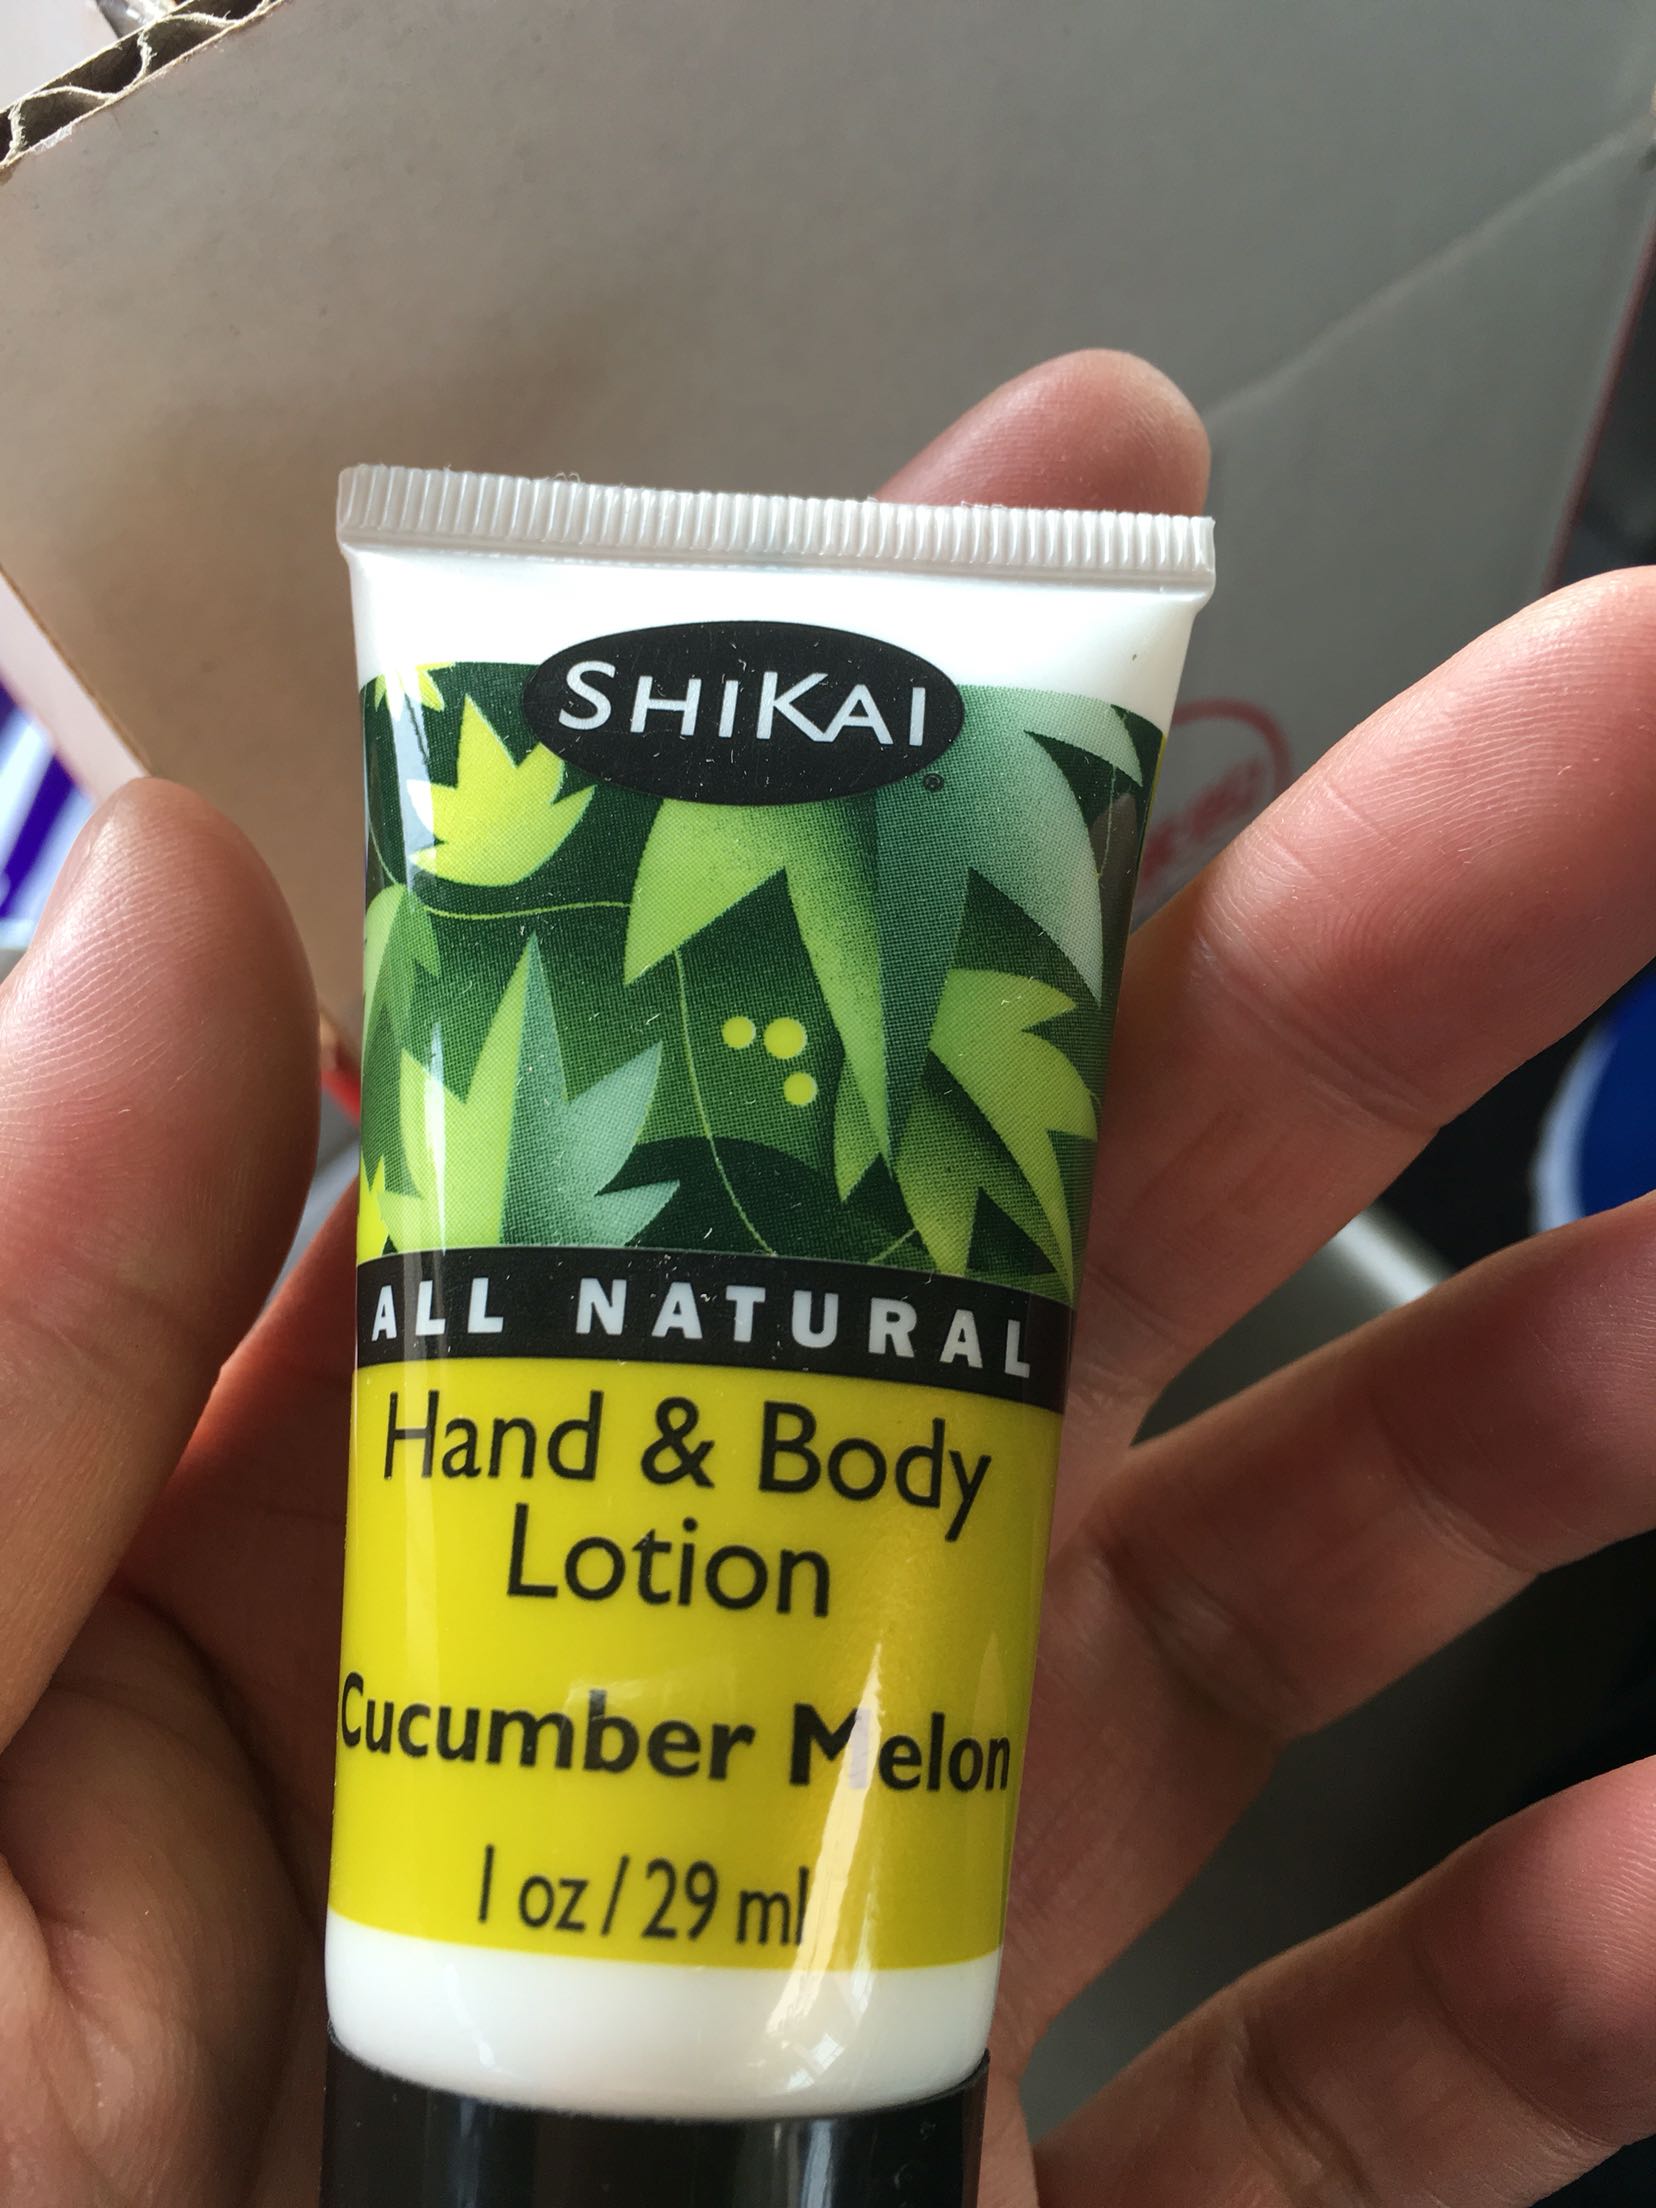 SHIKAI
ALL NATURAL
Hand & Body
Lotion
Cucumber Melon
1 oz / 29 ml